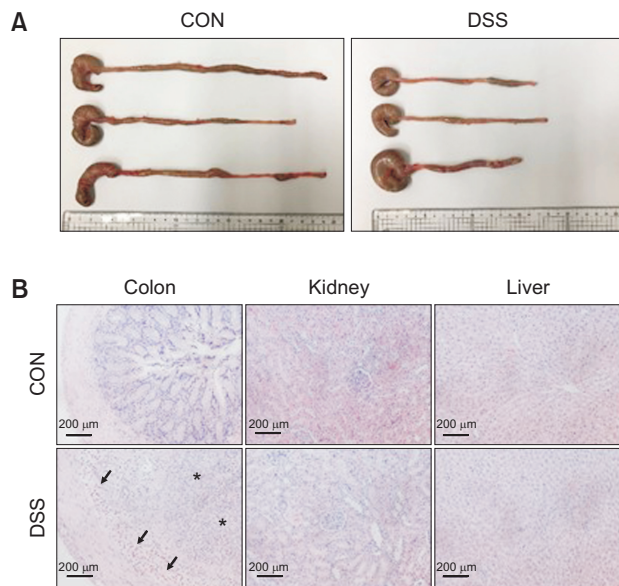 A
CON DSS
B
Colon Kidney Liver
CON
200 μm 200 μm 200 μm
DSS
* *
200 μm 200 μm 200 μm